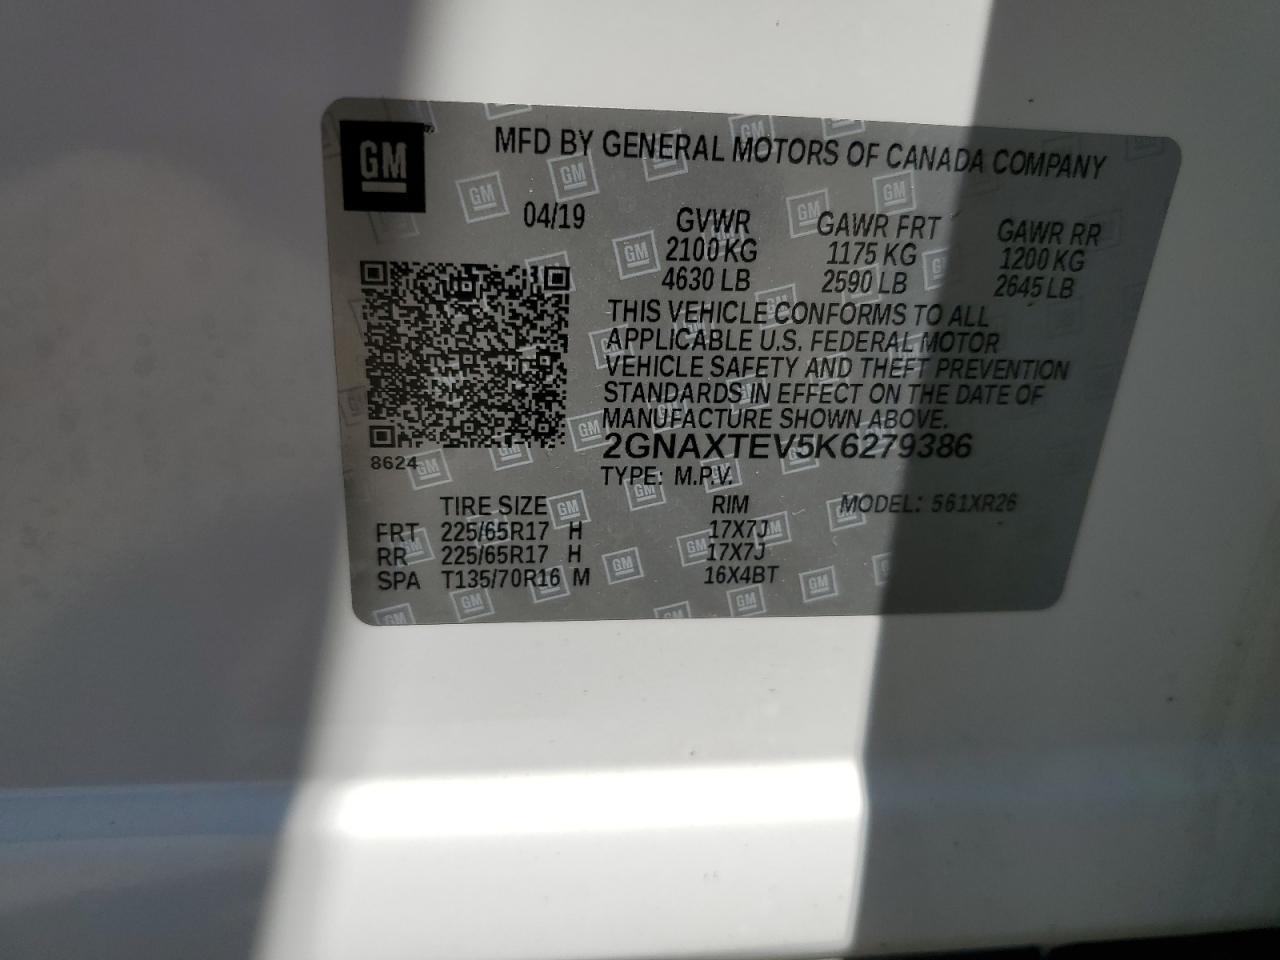 GM
MFD BY GENERAL MOTORS OF CANADA COMPANY
04/19 GVWR GAWR FRT GAWR RR
2100 KG 1175 KG 1200 KG
4630 LB 2590 LB 2645 LB
THIS VEHICLE CONFORMS TO ALL
APPLICABLE U.S. FEDERAL MOTOR
VEHICLE SAFETY AND THEFT PREVENTION
STANDARDS IN EFFECT ON THE DATE OF
MANUFACTURE SHOWN ABOVE.
2GNAXTEV5K6279386
8624
TYPE: M.P.V.
TIRE SIZE RIM MODEL: 561XR26
FRT 225/65R17 H 17X7J
RR 225/65R17 H 17X7J
SPA T135/70R16 M 16X4BT